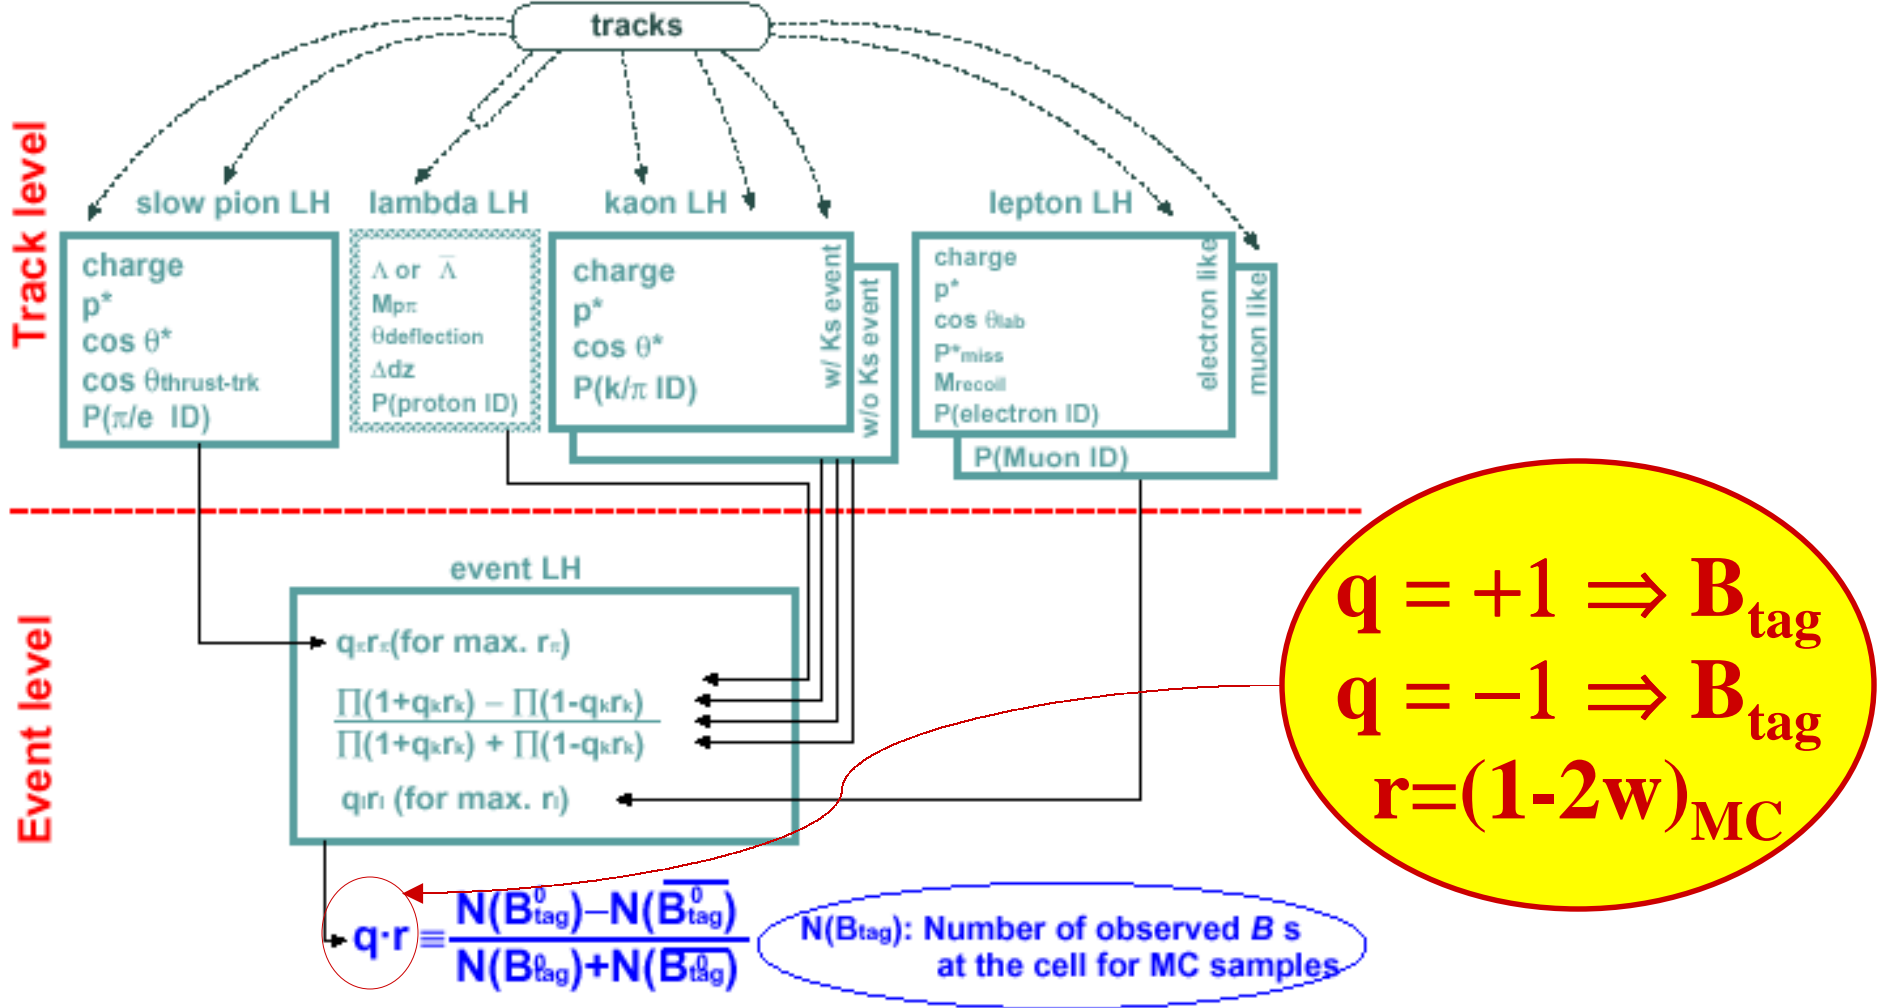 tracks
Track level
slow pion LH
charge
p*
cos θ*
cos θthrust-trk
P(π/e ID)
lambda LH
Λ or Λ̄
Mpπ
θdeflection
Δdz
P(proton ID)
kaon LH
charge
p*
cos θ*
P(k/π ID)
w/ Ks event
w/o Ks event
lepton LH
charge
p*
cos θlab
P*miss
Mrecoil
P(electron ID)
electron like
muon like
P(Muon ID)
Event level
event LH
qπrπ(for max. rπ)
∏(1+qkrk) – ∏(1-qkrk)
∏(1+qkrk) + ∏(1-qkrk)
qlrl (for max. rl)
q = +1 ⇒ Btag
q = −1 ⇒ Btag
r=(1-2w)MC
q·r ≡
N(B⁰tag)–N(B̅⁰tag)
N(B⁰tag)+N(B̅⁰tag)
N(Btag): Number of observed B s
at the cell for MC samples